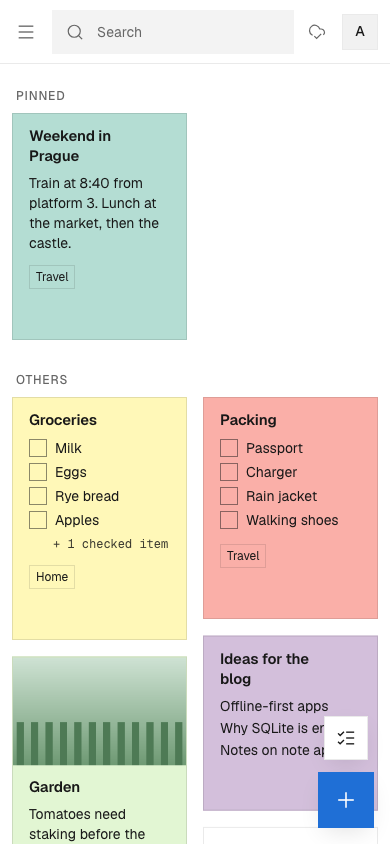 Search
A
PINNED
Weekend in
Prague
Train at 8:40 from
platform 3. Lunch at
the market, then the
castle.
Travel
OTHERS
Groceries
Milk
Eggs
Rye bread
Apples
+ 1 checked item
Home
Packing
Passport
Charger
Rain jacket
Walking shoes
Travel
Ideas for the
blog
Offline-first apps
Why SQLite is
Notes on note
Garden
Tomatoes need
staking before the